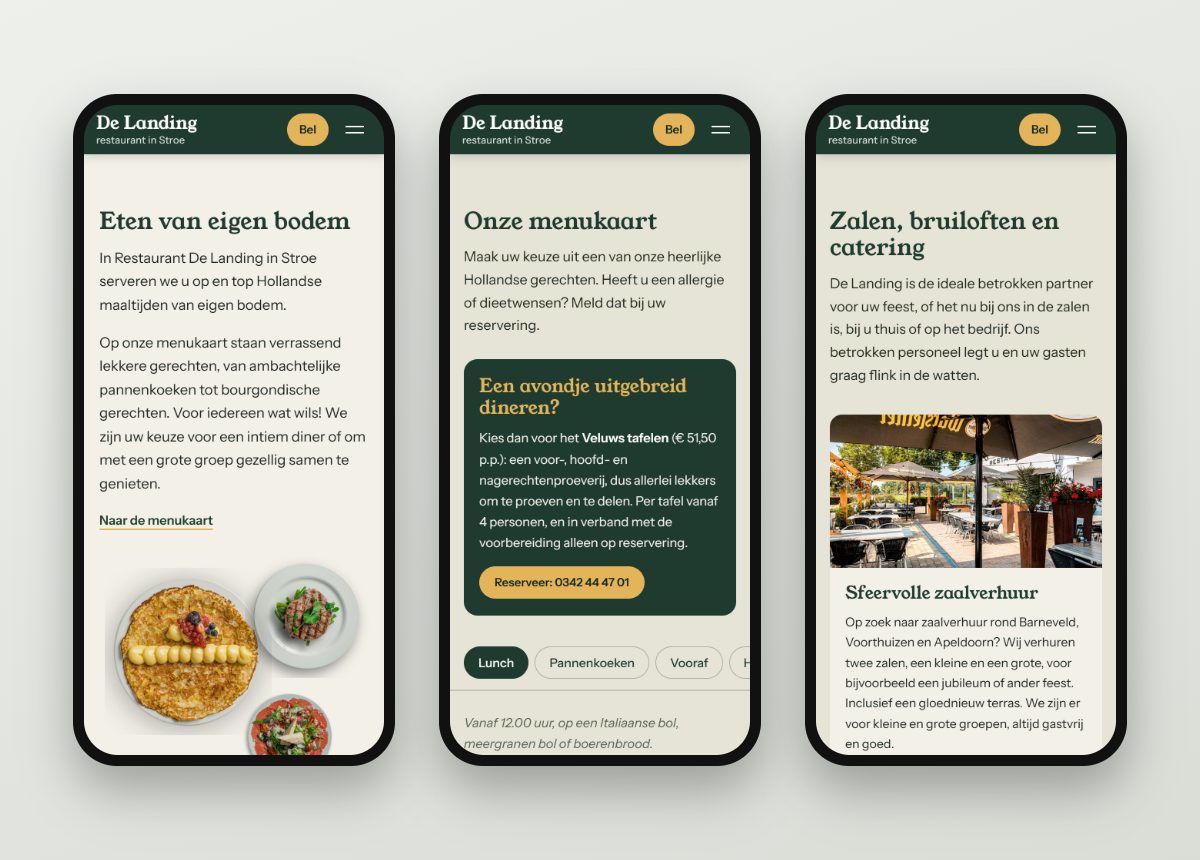 De Landing
restaurant in Stroe
Bel
Eten van eigen bodem
In Restaurant De Landing in Stroe
serveren we u op en top Hollandse
maaltijden van eigen bodem.
Op onze menukaart staan verrassend
lekkere gerechten, van ambachtelijke
pannenkoeken tot bourgondische
gerechten. Voor iedereen wat wils! We
zijn uw keuze voor een intiem diner of om
met een grote groep gezellig samen te
genieten.
Naar de menukaart
De Landing
restaurant in Stroe
Bel
Onze menukaart
Maak uw keuze uit een van onze heerlijke
Hollandse gerechten. Heeft u een allergie
of dieetwensen? Meld dat bij uw
reservering.
Een avondje uitgebreid
dineren?
Kies dan voor het Veluws tafelen (€ 51,50
p.p.): een voor-, hoofd- en
nagerechtenproeverij, dus allerlei lekkers
om te proeven en te delen. Per tafel vanaf
4 personen, en in verband met de
voorbereiding alleen op reservering.
Reserveer: 0342 44 47 01
Lunch
Pannenkoeken
Vooraf
H
Vanaf 12.00 uur, op een Italiaanse bol,
meergranen bol of boerenbrood.
De Landing
restaurant in Stroe
Bel
Zalen, bruiloften en
catering
De Landing is de ideale betrokken partner
voor uw feest, of het nu bij ons in de zalen
is, bij u thuis of op het bedrijf. Ons
betrokken personeel legt u en uw gasten
graag flink in de watten.
Sfeervolle zaalverhuur
Op zoek naar zaalverhuur rond Barneveld,
Voorthuizen en Apeldoorn? Wij verhuren
twee zalen, een kleine en een grote, voor
bijvoorbeeld een jubileum of ander feest.
Inclusief een gloednieuw terras. We zijn er
voor kleine en grote groepen, altijd gastvrij
en goed.